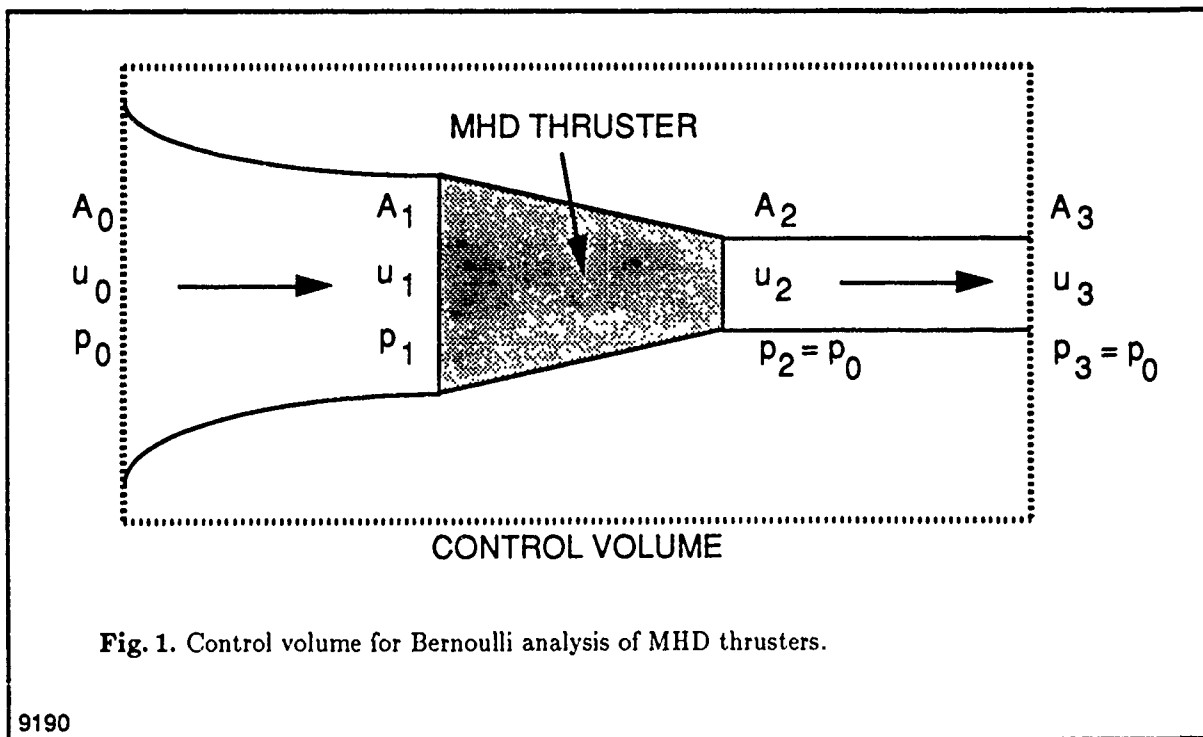 MHD THRUSTER
A₀ A₁ A₂ A₃
u₀ u₁ u₂ u₃
p₀ p₁ p₂ = p₀ p₃ = p₀
CONTROL VOLUME
Fig. 1. Control volume for Bernoulli analysis of MHD thrusters.
9190